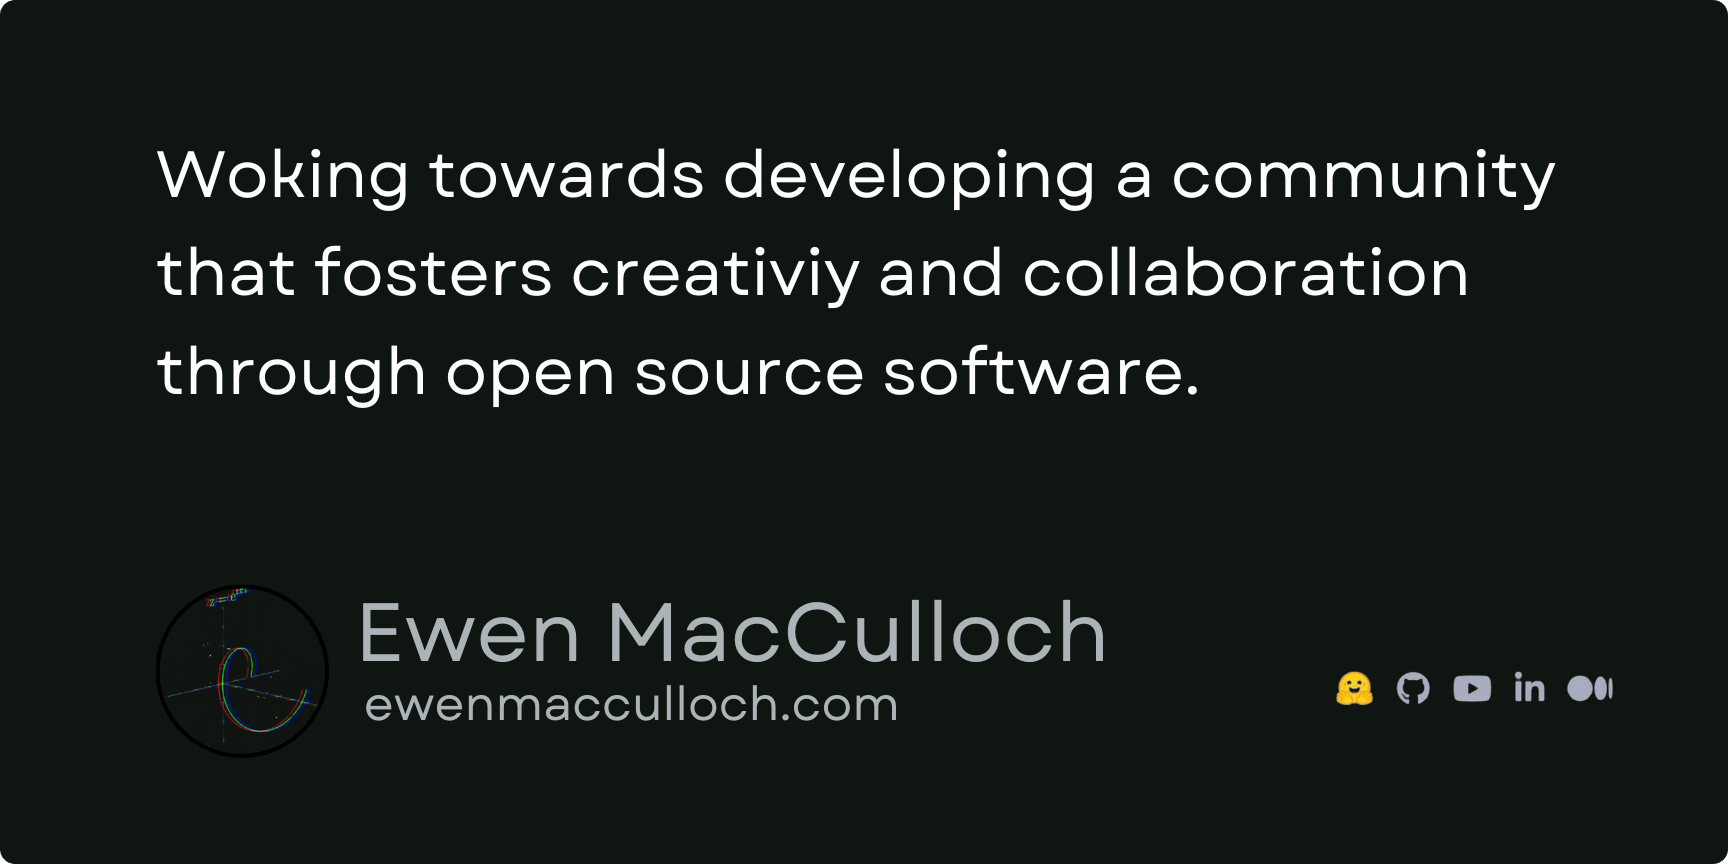 Woking towards developing a community
that fosters creativiy and collaboration
through open source software.
Ewen MacCulloch
ewenmacculloch.com
in